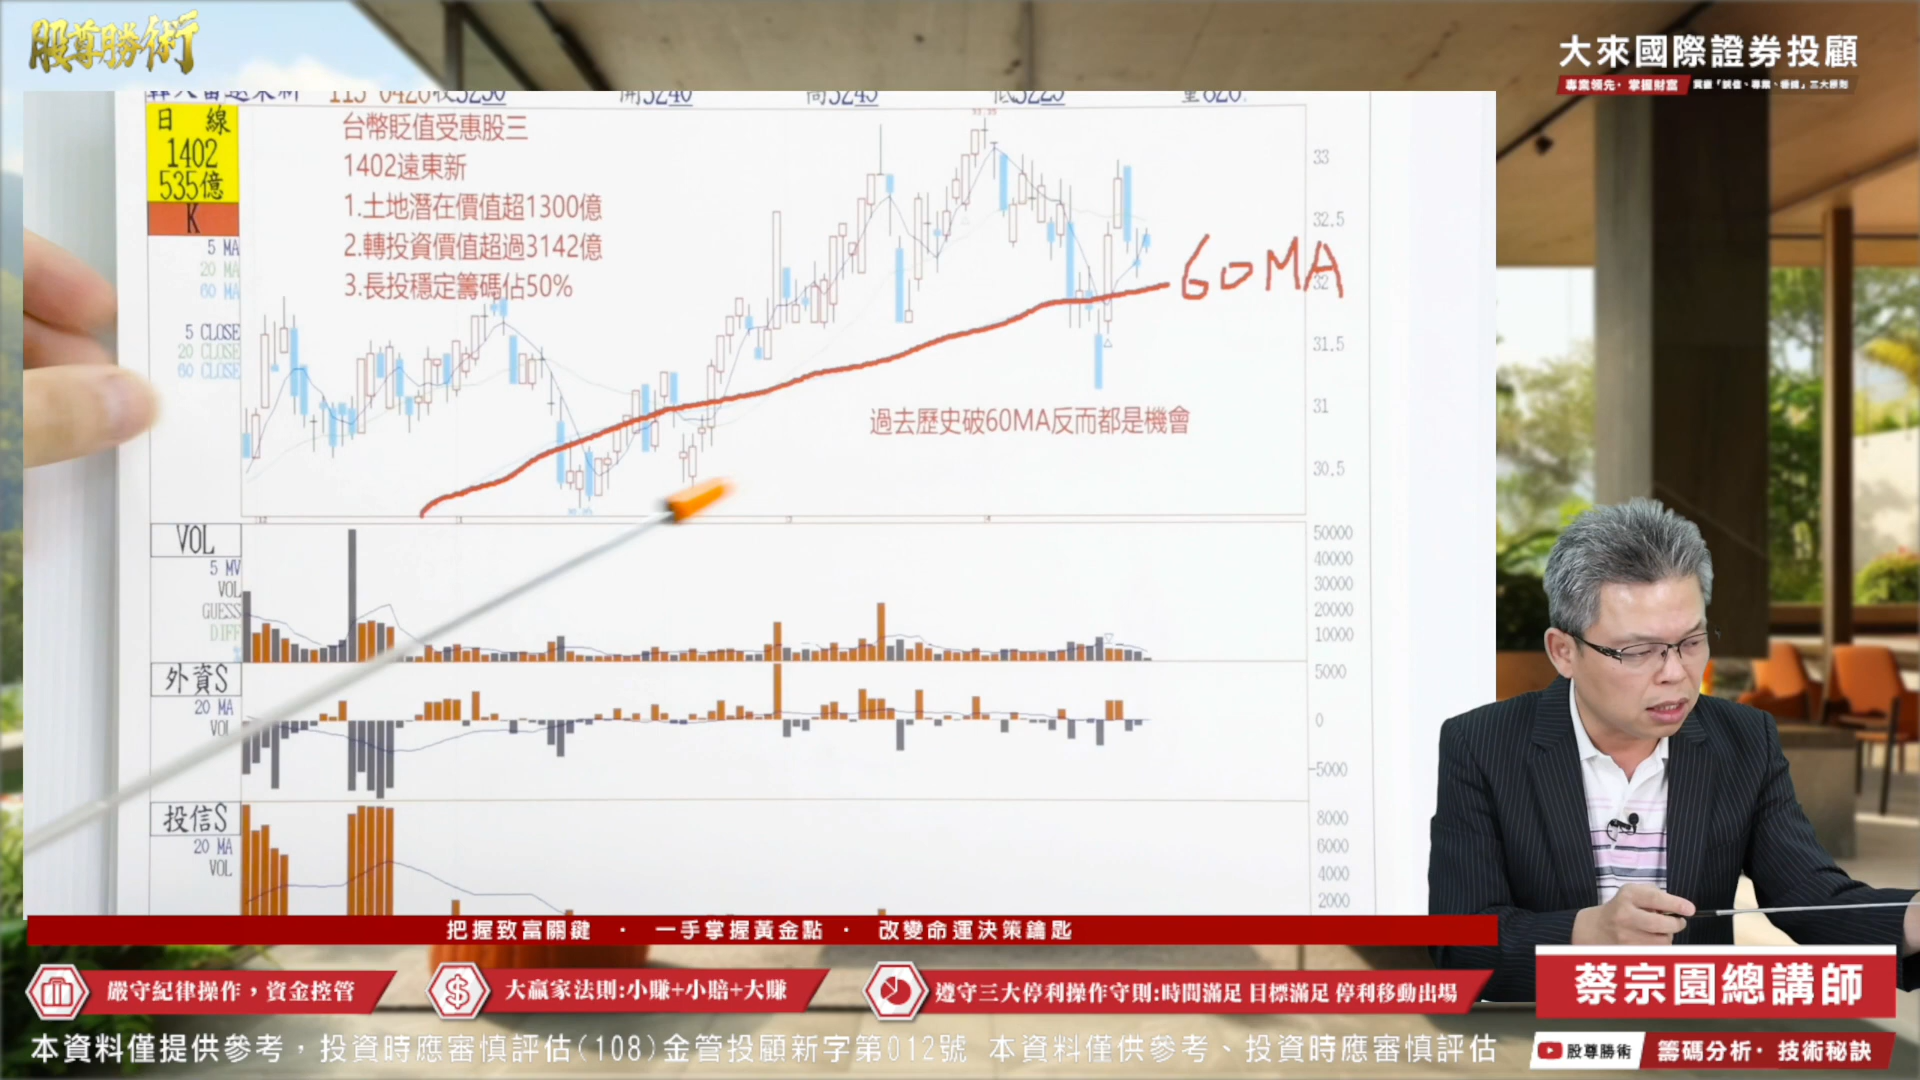 股尊勝術
大來國際證券投顧
專業領先・掌握財富
日 線
1402
535億
K
5 MA
20 MA
60 MA
5 CLOSE
20 CLOSE
60 CLOSE
台幣貶值受惠股三
1402遠東新
1.土地潛在價值超1300億
2.轉投資價值超過3142億
3.長投穩定籌碼佔50%
60MA
過去歷史破60MA反而都是機會
33
32.5
32
31.5
31
30.5
VOL
5 MV
VOL
GUESS
DIFF
50000
40000
30000
20000
10000
外資S
20 MA
VOL
5000
0
-5000
投信S
20 MA
VOL
8000
6000
4000
2000
把握致富關鍵 · 一手掌握黃金點 · 改變命運決策鑰匙
嚴守紀律操作，資金控管
大贏家法則:小賺+小賠+大賺
遵守三大停利操作守則:時間滿足 目標滿足 停利移動出場
蔡宗園總講師
本資料僅提供參考，投資時應審慎評估(108)金管投顧新字第012號 本資料僅供參考、投資時應審慎評估
股尊勝術
籌碼分析・技術秘訣